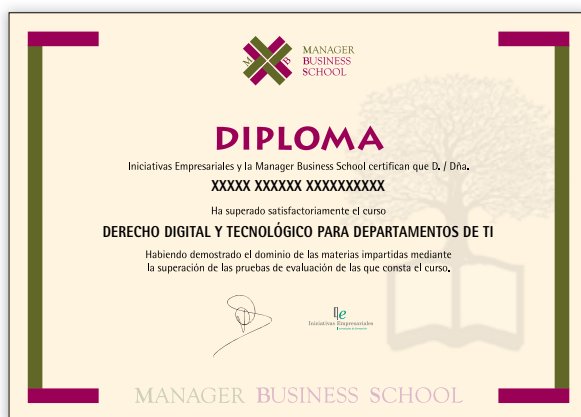 M B
MANAGER
BUSINESS
SCHOOL
DIPLOMA
Iniciativas Empresariales y la Manager Business School certifican que D. / Dña.
XXXXX XXXXXX XXXXXXXXXX
Ha superado satisfactoriamente el curso
DERECHO DIGITAL Y TECNOLÓGICO PARA DEPARTAMENTOS DE TI
Habiendo demostrado el dominio de las materias impartidas mediante
la superación de las pruebas de evaluación de las que consta el curso.
Ie
Iniciativas Empresariales
MANAGER BUSINESS SCHOOL